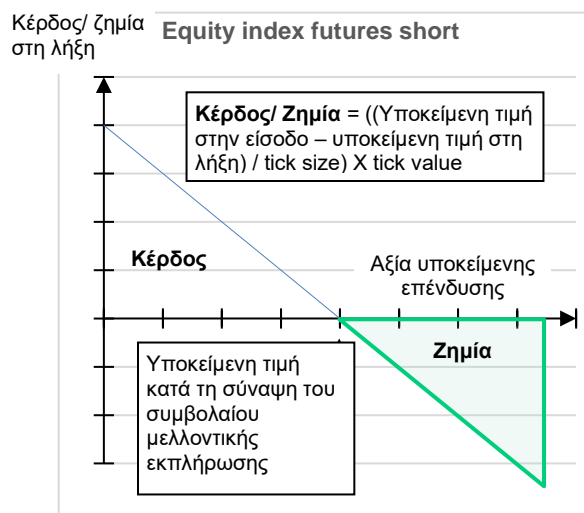 Κέρδος/ ζημία
στη λήξη
Equity index futures short
Κέρδος/ Ζημία = ((Υποκείμενη τιμή
στην είσοδο – υποκείμενη τιμή στη
λήξη) / tick size) X tick value
Κέρδος
Αξία υποκείμενης
επένδυσης
Ζημία
Υποκείμενη τιμή
κατά τη σύναψη του
συμβολαίου
μελλοντικής
εκπλήρωσης